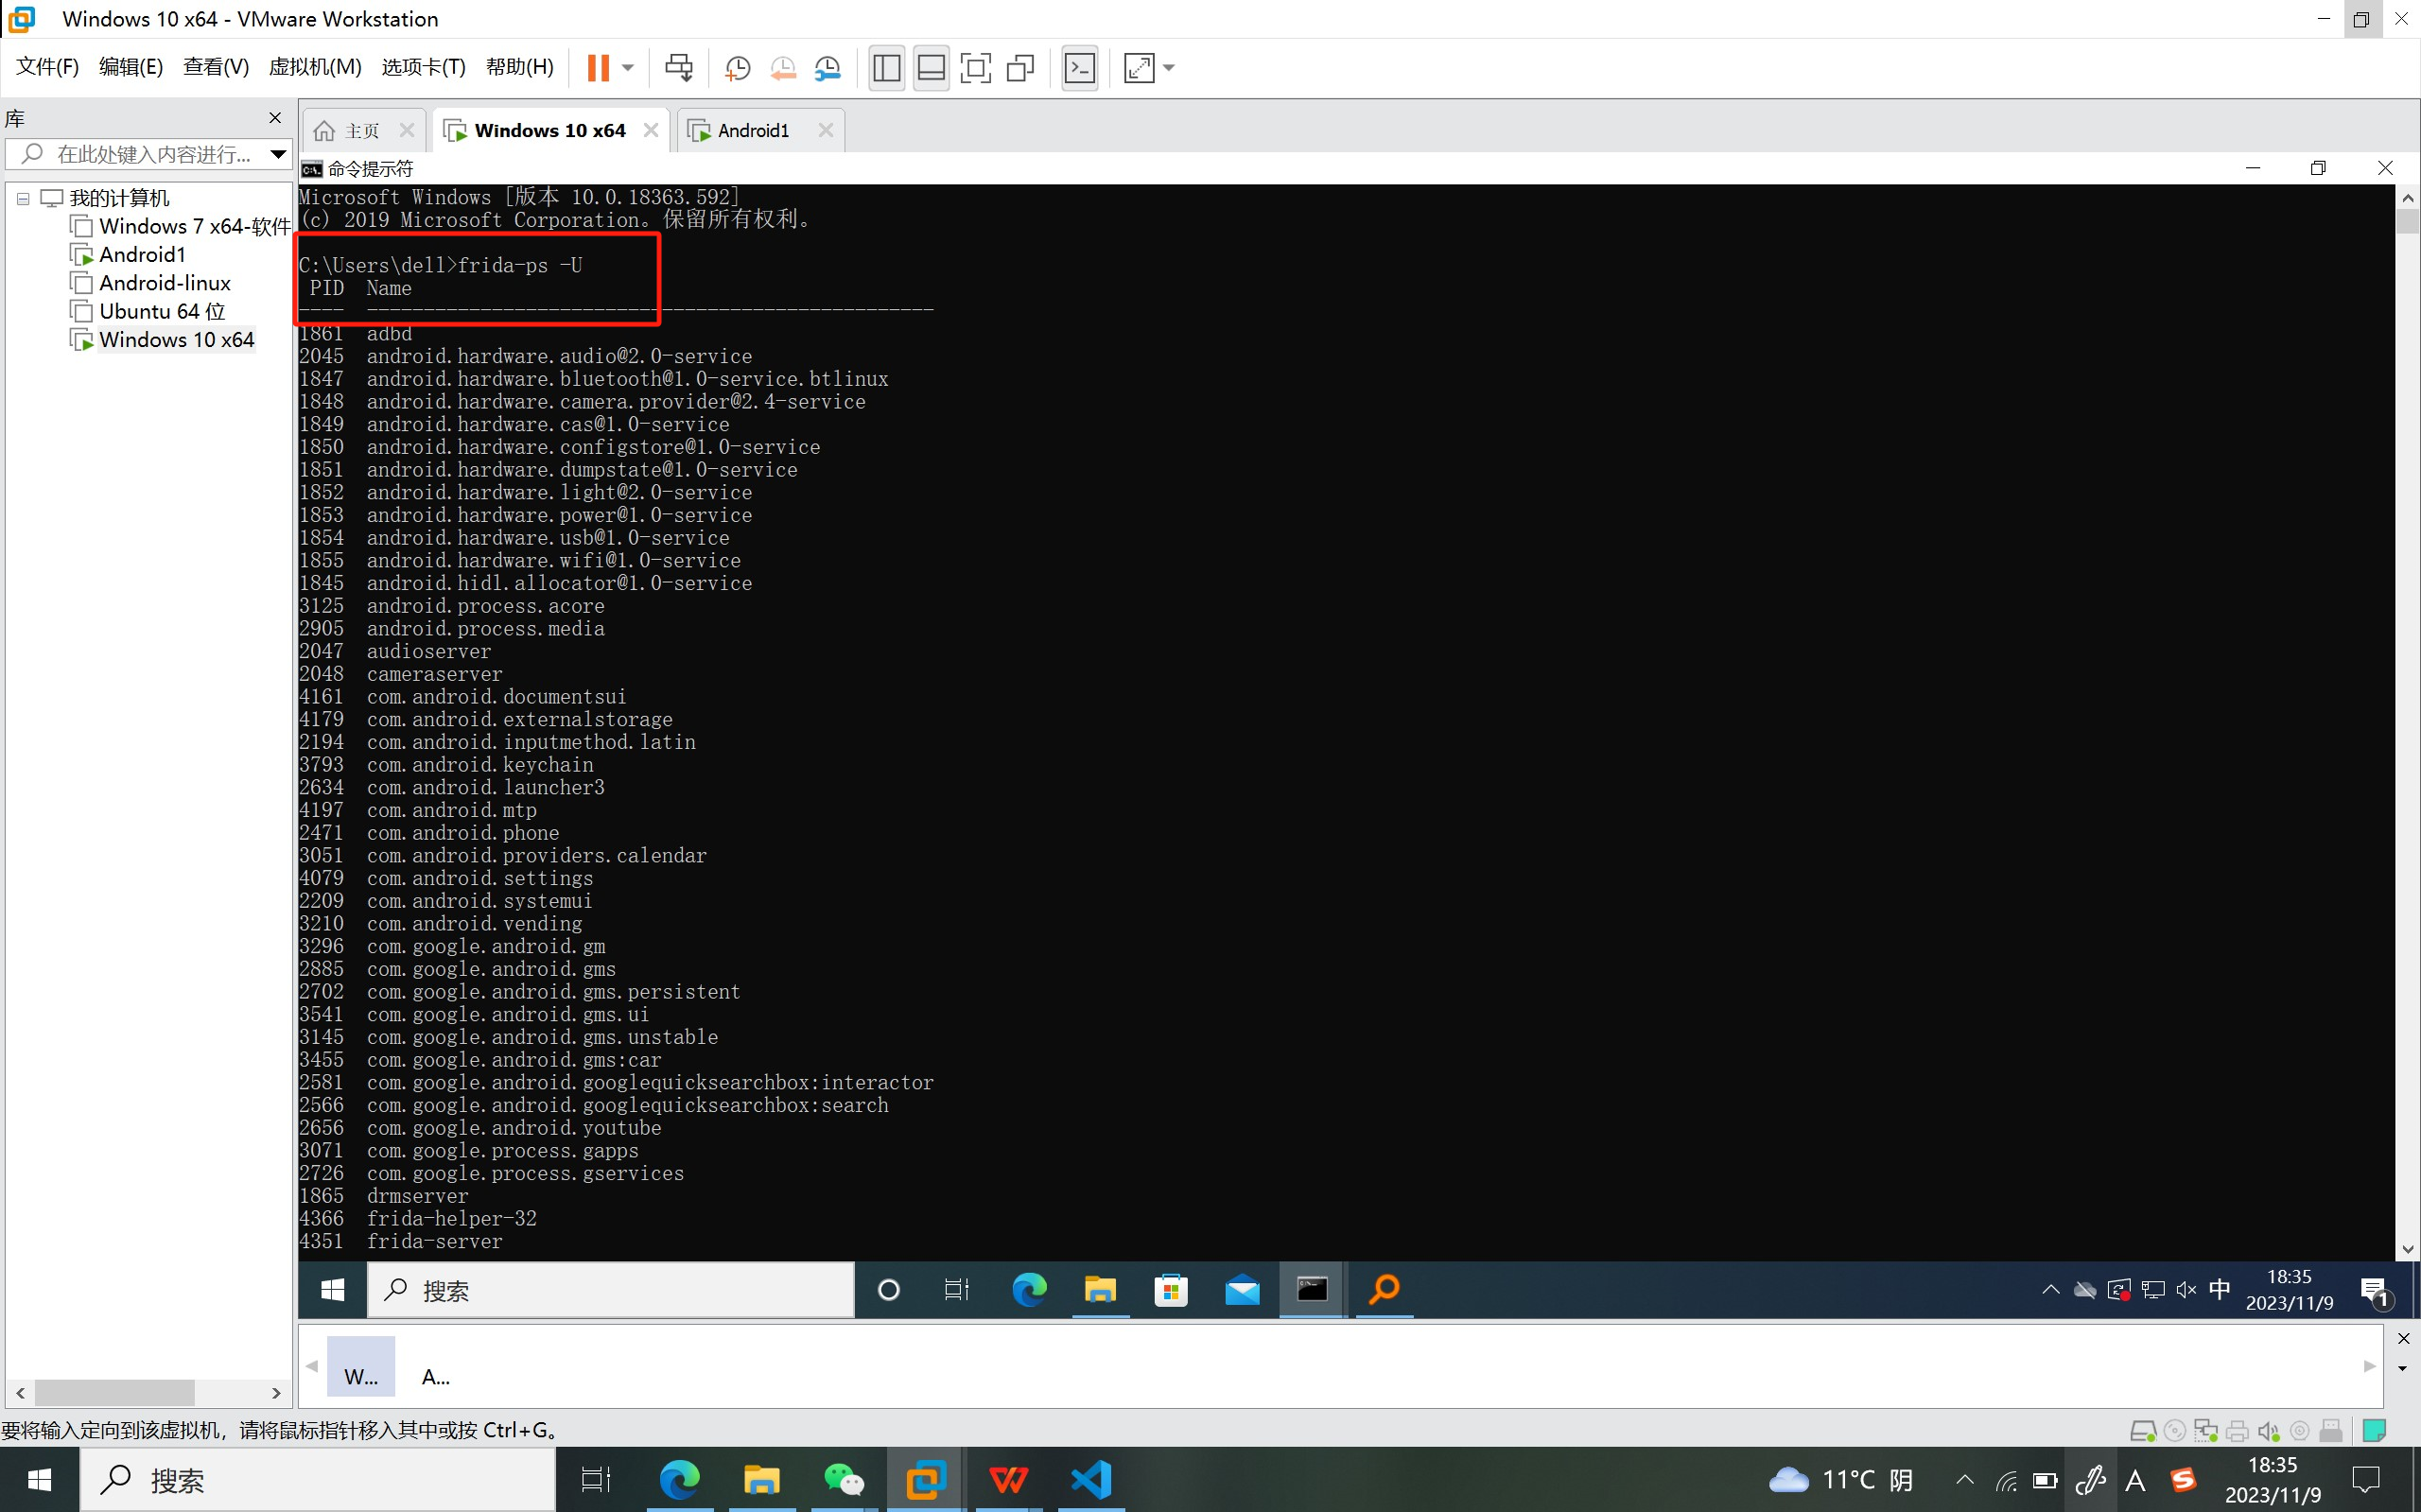 Windows 10 x64 - VMware Workstation
文件(F) 编辑(E) 查看(V) 虚拟机(M) 选项卡(T) 帮助(H)
库
在此处键入内容进行...
我的计算机
Windows 7 x64-软件
Android1
Android-linux
Ubuntu 64 位
Windows 10 x64
主页 Windows 10 x64 Android1
命令提示符
Microsoft Windows [版本 10.0.18363.592]
(c) 2019 Microsoft Corporation。保留所有权利。
C:\Users\dell>frida-ps -U
PID Name
---- --------------------------------------------------
1861 adbd
2045 android.hardware.audio@2.0-service
1847 android.hardware.bluetooth@1.0-service.btlinux
1848 android.hardware.camera.provider@2.4-service
1849 android.hardware.cas@1.0-service
1850 android.hardware.configstore@1.0-service
1851 android.hardware.dumpstate@1.0-service
1852 android.hardware.light@2.0-service
1853 android.hardware.power@1.0-service
1854 android.hardware.usb@1.0-service
1855 android.hardware.wifi@1.0-service
1845 android.hidl.allocator@1.0-service
3125 android.process.acore
2905 android.process.media
2047 audioserver
2048 cameraserver
4161 com.android.documentsui
4179 com.android.externalstorage
2194 com.android.inputmethod.latin
3793 com.android.keychain
2634 com.android.launcher3
4197 com.android.mtp
2471 com.android.phone
3051 com.android.providers.calendar
4079 com.android.settings
2209 com.android.systemui
3210 com.android.vending
3296 com.google.android.gm
2885 com.google.android.gms
2702 com.google.android.gms.persistent
3541 com.google.android.gms.ui
3145 com.google.android.gms.unstable
3455 com.google.android.gms:car
2581 com.google.android.googlequicksearchbox:interactor
2566 com.google.android.googlequicksearchbox:search
2656 com.google.android.youtube
3071 com.google.process.gapps
2726 com.google.process.gservices
1865 drmserver
4366 frida-helper-32
4351 frida-server
搜索
中
18:35
2023/11/9
1
W... A...
要将输入定向到该虚拟机，请将鼠标指针移入其中或按 Ctrl+G。
搜索
11°C 阴
A
18:35
2023/11/9